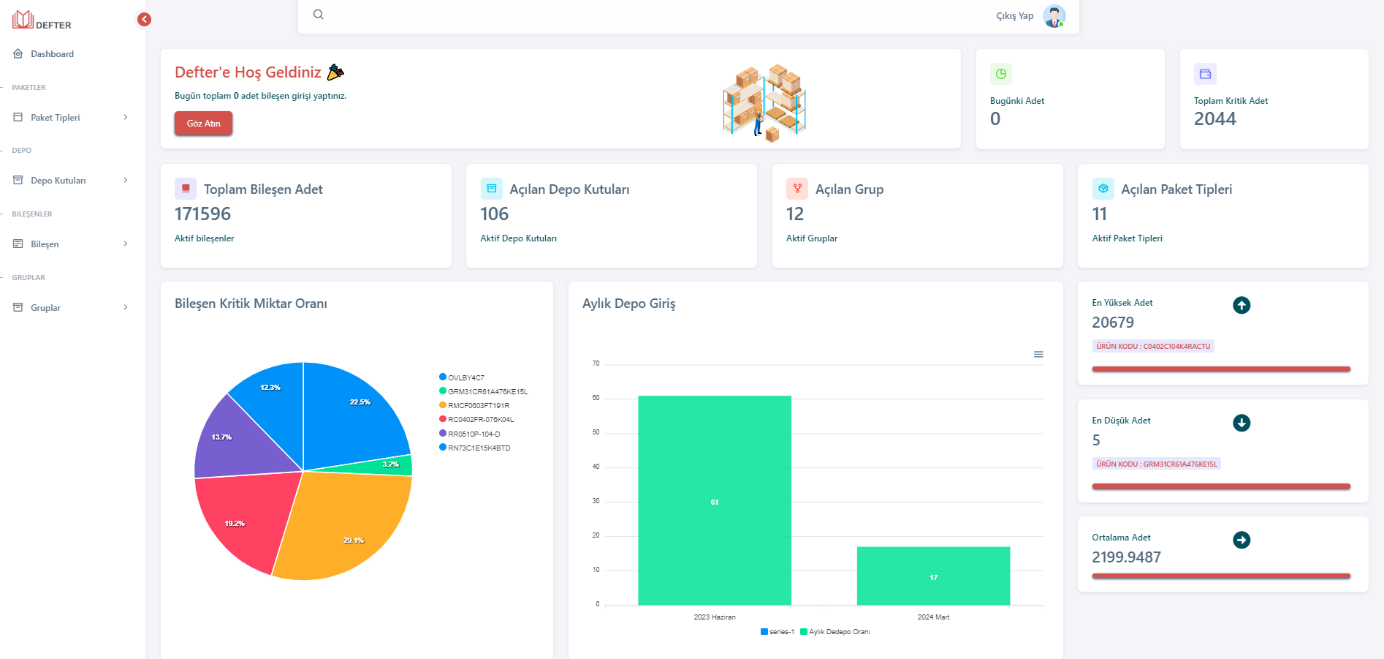 DEFTER
Çıkış Yap
Dashboard
PAKETLER
Paket Tipleri
DEPO
Depo Kutuları
BILEŞENLER
Bileşen
GRUPLAR
Gruplar
Defter'e Hoş Geldiniz
Bugün toplam 0 adet bileşen girişi yaptınız.
Göz Atın
Bugünki Adet
0
Toplam Kritik Adet
2044
Toplam Bileşen Adet
171596
Aktif bileşenler
Açılan Depo Kutuları
106
Aktif Depo Kutuları
Açılan Grup
12
Aktif Gruplar
Açılan Paket Tipleri
11
Aktif Paket Tipleri
Bileşen Kritik Miktar Oranı
12.3%
22.5%
13.7%
3.2%
19.2%
29.1%
OVLBY4C7
GRM31CR61A476KE15L
RMCF0603FT191R
RC0402FR-076K04L
RR0510P-104-D
RN73C1E15K4BTD
Aylık Depo Giriş
70
60
50
40
30
20
10
0
61
17
2023 Haziran
2024 Mart
series-1
Aylık Dedepo Oranı
En Yüksek Adet
20679
ÜRÜN KODU : C0402C104K4RACTU
En Düşük Adet
5
ÜRÜN KODU : GRM31CR61A476KE15L
Ortalama Adet
2199.9487